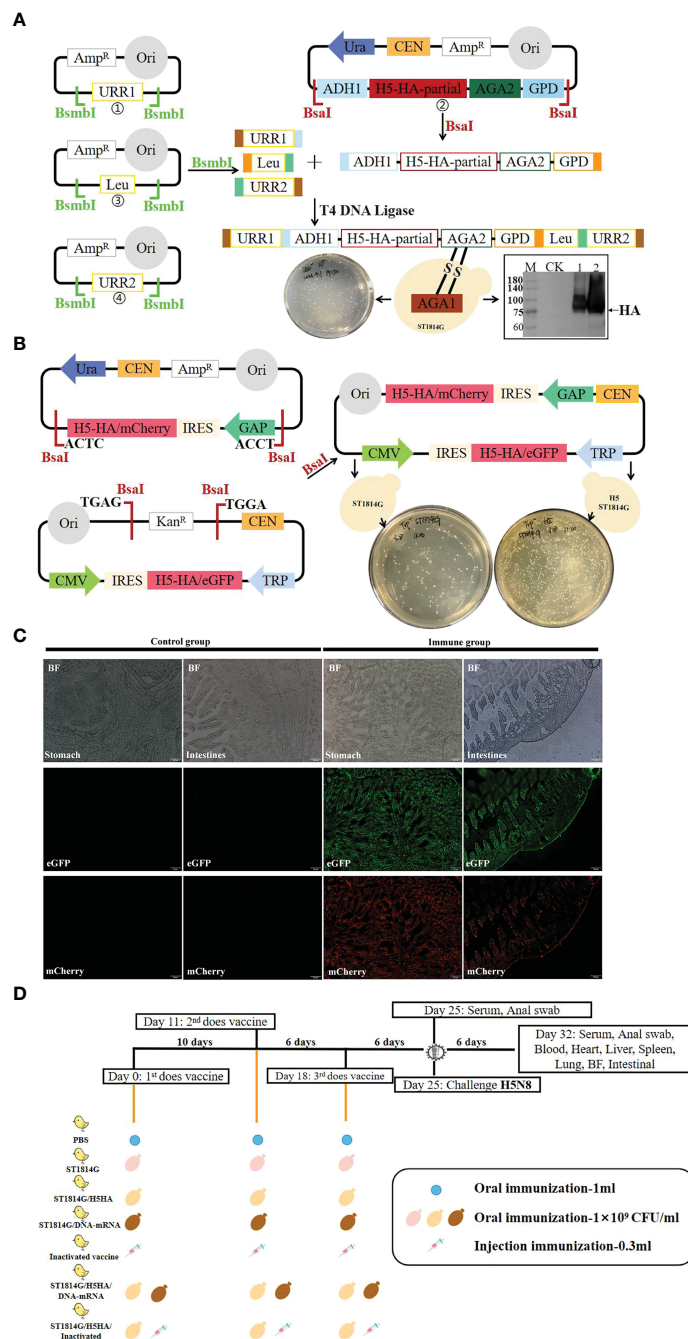 A
Amp^R Ori
URR1
BsmbI ① BsmbI
Amp^R Ori
Leu
BsmbI ③ BsmbI
Amp^R Ori
URR2
BsmbI ④ BsmbI
Ura CEN Amp^R Ori
ADH1 H5-HA-partial AGA2 GPD
BsaI ② BsaI
BsaI
BsmbI
URR1
Leu
URR2
+
ADH1 H5-HA-partial AGA2 GPD
T4 DNA Ligase
URR1 ADH1 H5-HA-partial AGA2 GPD Leu URR2
S S
AGA1
ST1814G
M CK 1 2
180
140
100
75
60
HA
B
Ura CEN Amp^R Ori
H5-HA/mCherry IRES GAP
ACTC ACCT
BsaI BsaI
TGAG BsaI BsaI TGGA
Ori Kan^R CEN
CMV IRES H5-HA/eGFP TRP
BsaI
Ori H5-HA/mCherry IRES GAP CEN
CMV IRES H5-HA/eGFP TRP
ST1814G
H5
ST1814G
C
Control group Immune group
BF BF BF BF
Stomach Intestines Stomach Intestines
eGFP eGFP eGFP eGFP
mCherry mCherry mCherry mCherry
D
Day 25: Serum, Anal swab
Day 11: 2nd does vaccine
10 days 6 days 6 days 6 days
Day 32: Serum, Anal swab,
Blood, Heart, Liver, Spleen,
Lung, BF, Intestinal
Day 0: 1st does vaccine
Day 18: 3rd does vaccine
Day 25: Challenge H5N8
PBS
ST1814G
ST1814G/H5HA
ST1814G/DNA-mRNA
Inactivated vaccine
ST1814G/H5HA/
DNA-mRNA
ST1814G/H5HA/
Inactivated
Oral immunization-1ml
Oral immunization-1×10⁹ CFU/ml
Injection immunization-0.3ml